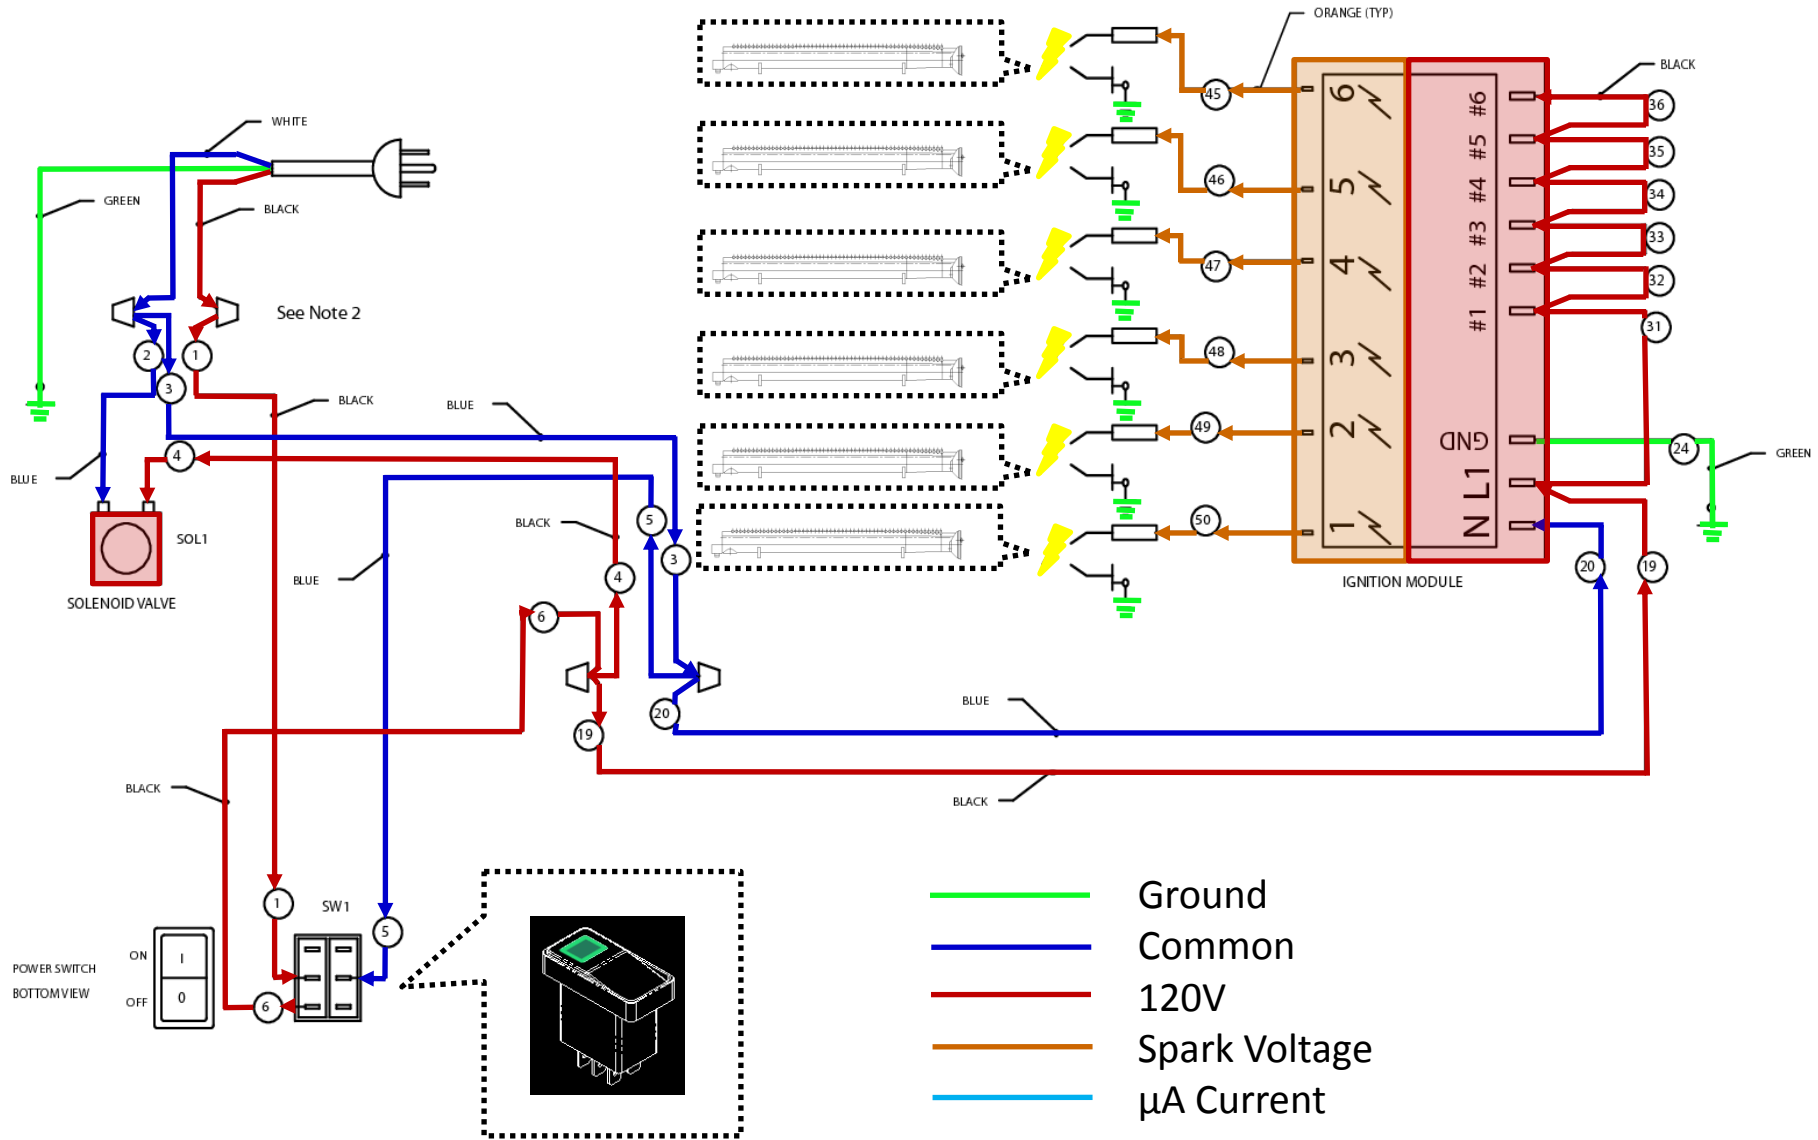 ORANGE (TYP)
BLACK
WHITE
GREEN
BLACK
See Note 2
2
1
3
BLACK
BLUE
4
BLUE
SOL1
SOLENOID VALVE
BLACK
BLUE
5
3
4
6
20
19
BLUE
BLACK
BLACK
45
46
47
48
49
50
6
5
4
3
2
1
#6
#5
#4
#3
#2
#1
GND
L1
N
IGNITION MODULE
36
35
34
33
32
31
24
GREEN
20
19
1
SW1
5
6
POWER SWITCH
BOTTOM VIEW
ON
OFF
I
0
Ground
Common
120V
Spark Voltage
µA Current